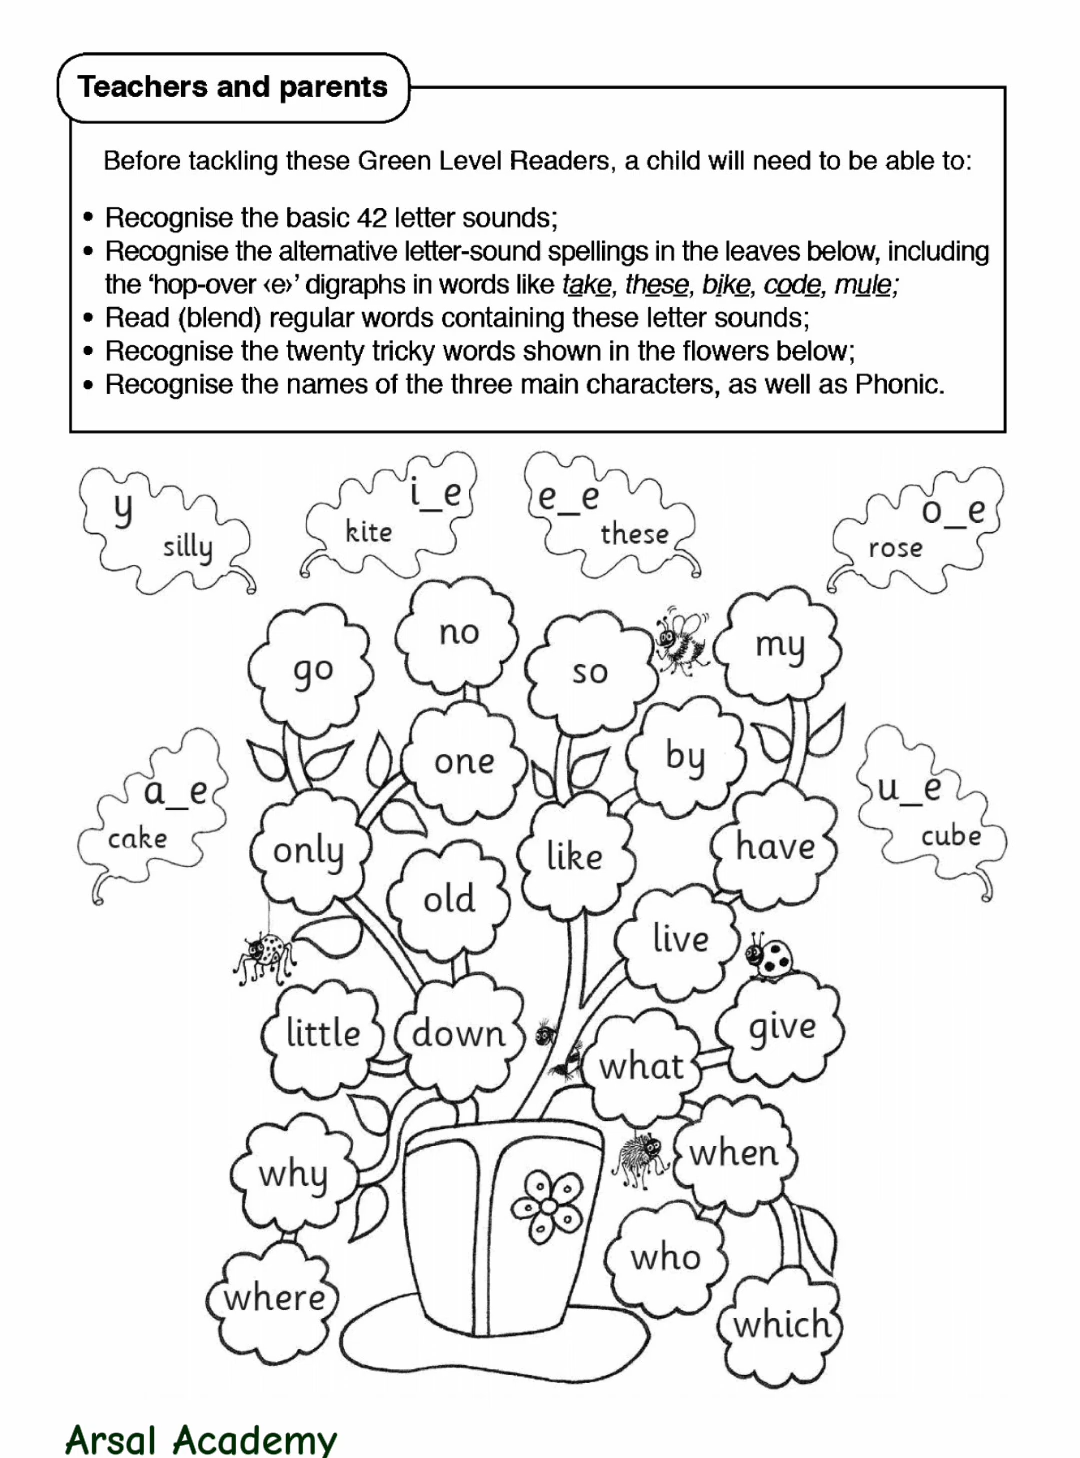 Teachers and parents
Before tackling these Green Level Readers, a child will need to be able to:
• Recognise the basic 42 letter sounds;
• Recognise the alternative letter-sound spellings in the leaves below, including
the ‘hop-over ‹e›’ digraphs in words like take, these, bike, code, mule;
• Read (blend) regular words containing these letter sounds;
• Recognise the twenty tricky words shown in the flowers below;
• Recognise the names of the three main characters, as well as Phonic.
y
silly
i_e
kite
e_e
these
o_e
rose
go
no
so
my
one
by
a_e
cake
u_e
cube
only
like
have
old
live
little
down
what
give
why
when
where
who
which
Arsal Academy